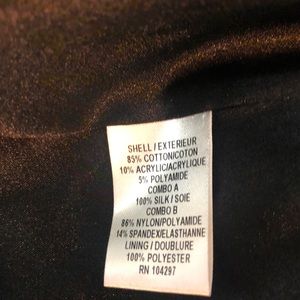 SHELL / EXTERIEUR
85% COTTON/COTON
10% ACRYLIC/ACRYLIQUE
5% POLYAMIDE
COMBO A
100% SILK / SOIE
COMBO B
86% NYLON/POLYAMIDE
14% SPANDEX/ELASTHANNE
LINING / DOUBLURE
100% POLYESTER
RN 104297